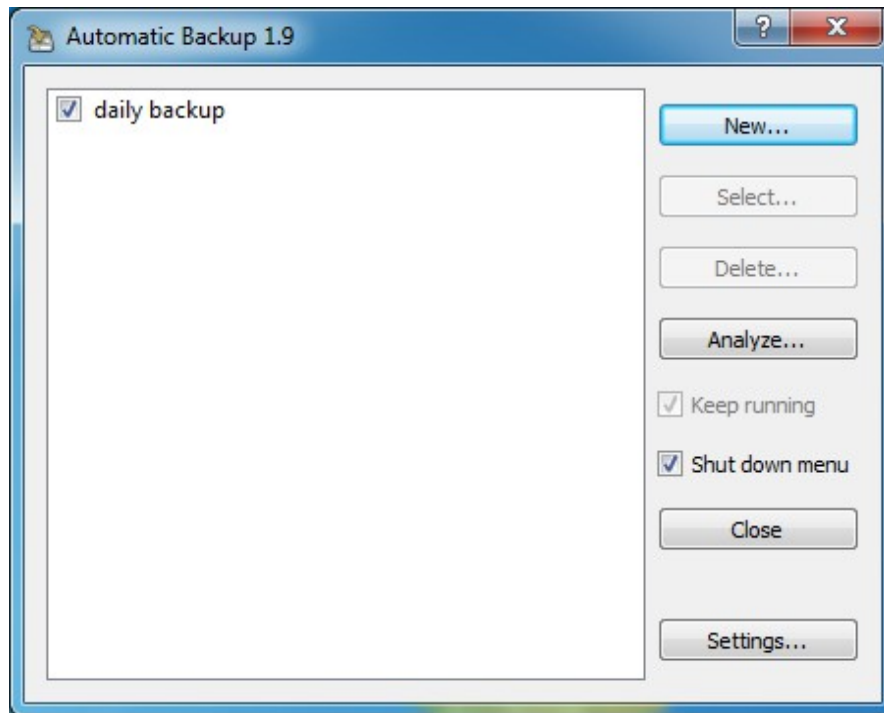 Automatic Backup 1.9
?
daily backup
New...
Select...
Delete...
Analyze...
Keep running
Shut down menu
Close
Settings...